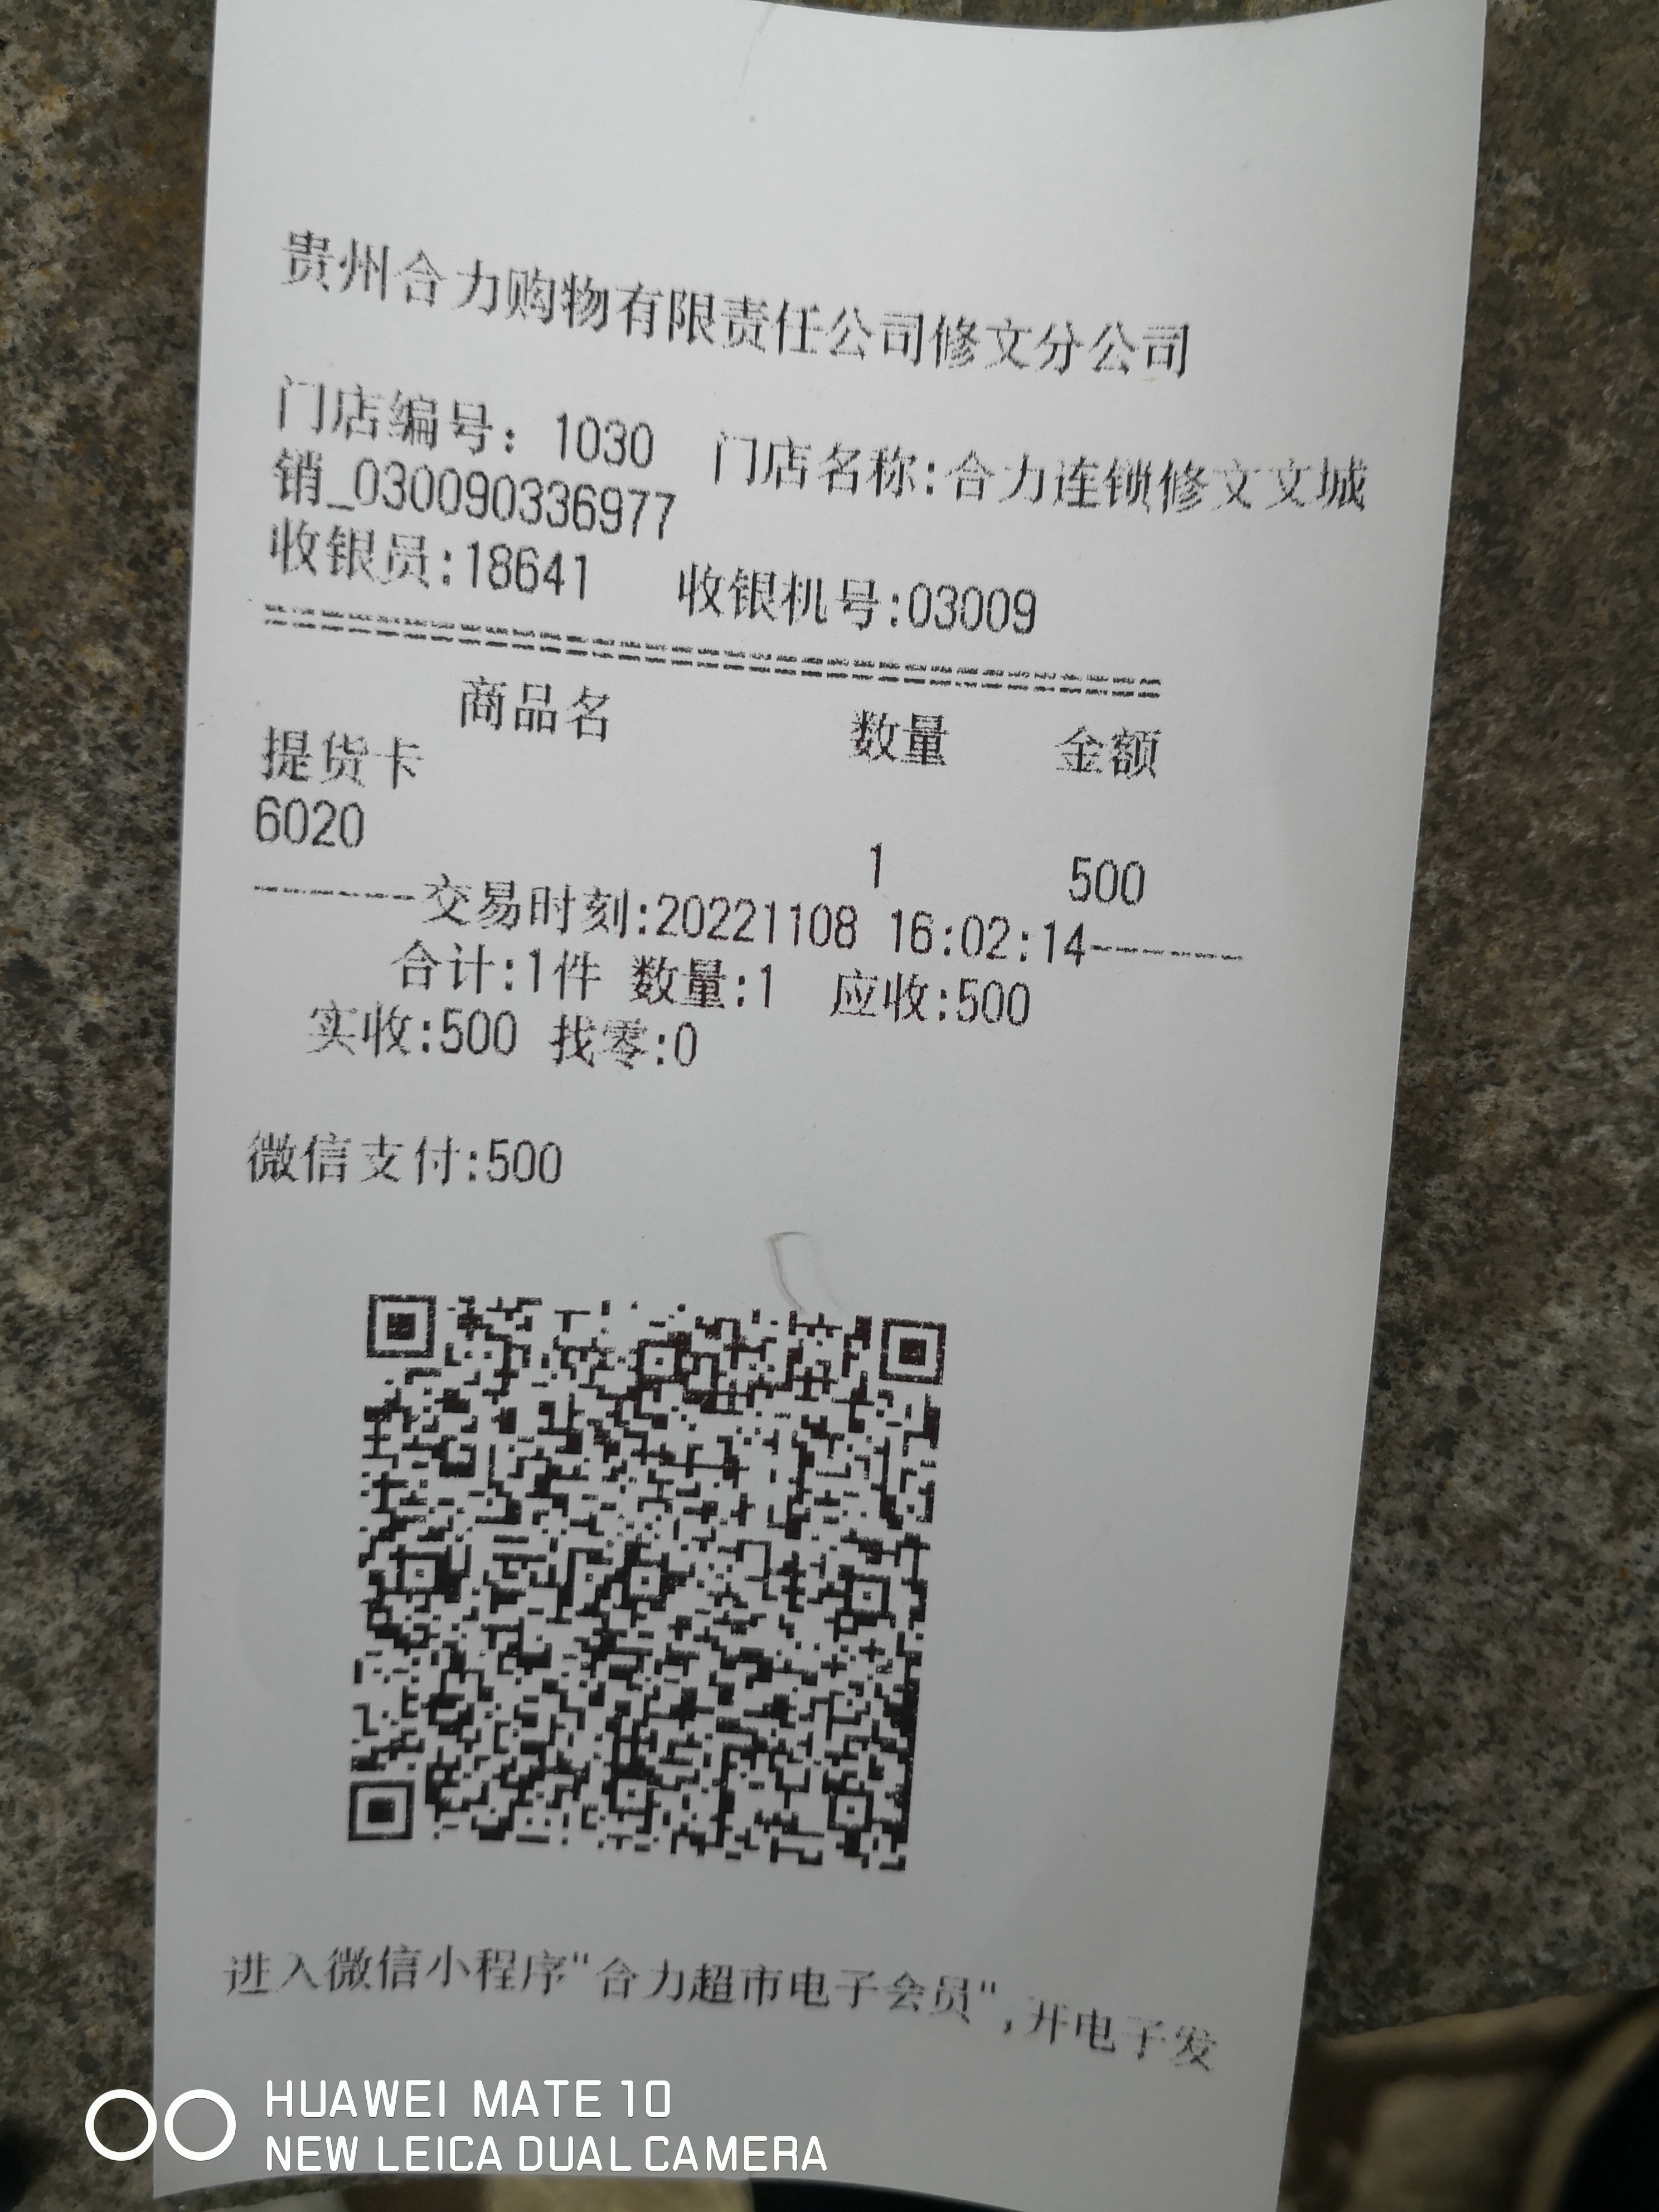 贵州合力购物有限责任公司修文分公司
门店编号：1030 门店名称:合力连锁修文文城
销_030090336977
收银员:18641 收银机号:03009
商品名 数量 金额
提货卡
6020 1 500
------交易时刻:20221108 16:02:14------
合计:1件 数量:1 应收:500
实收:500 找零:0
微信支付:500
进入微信小程序"合力超市电子会员",开电子发
HUAWEI MATE 10
NEW LEICA DUAL CAMERA